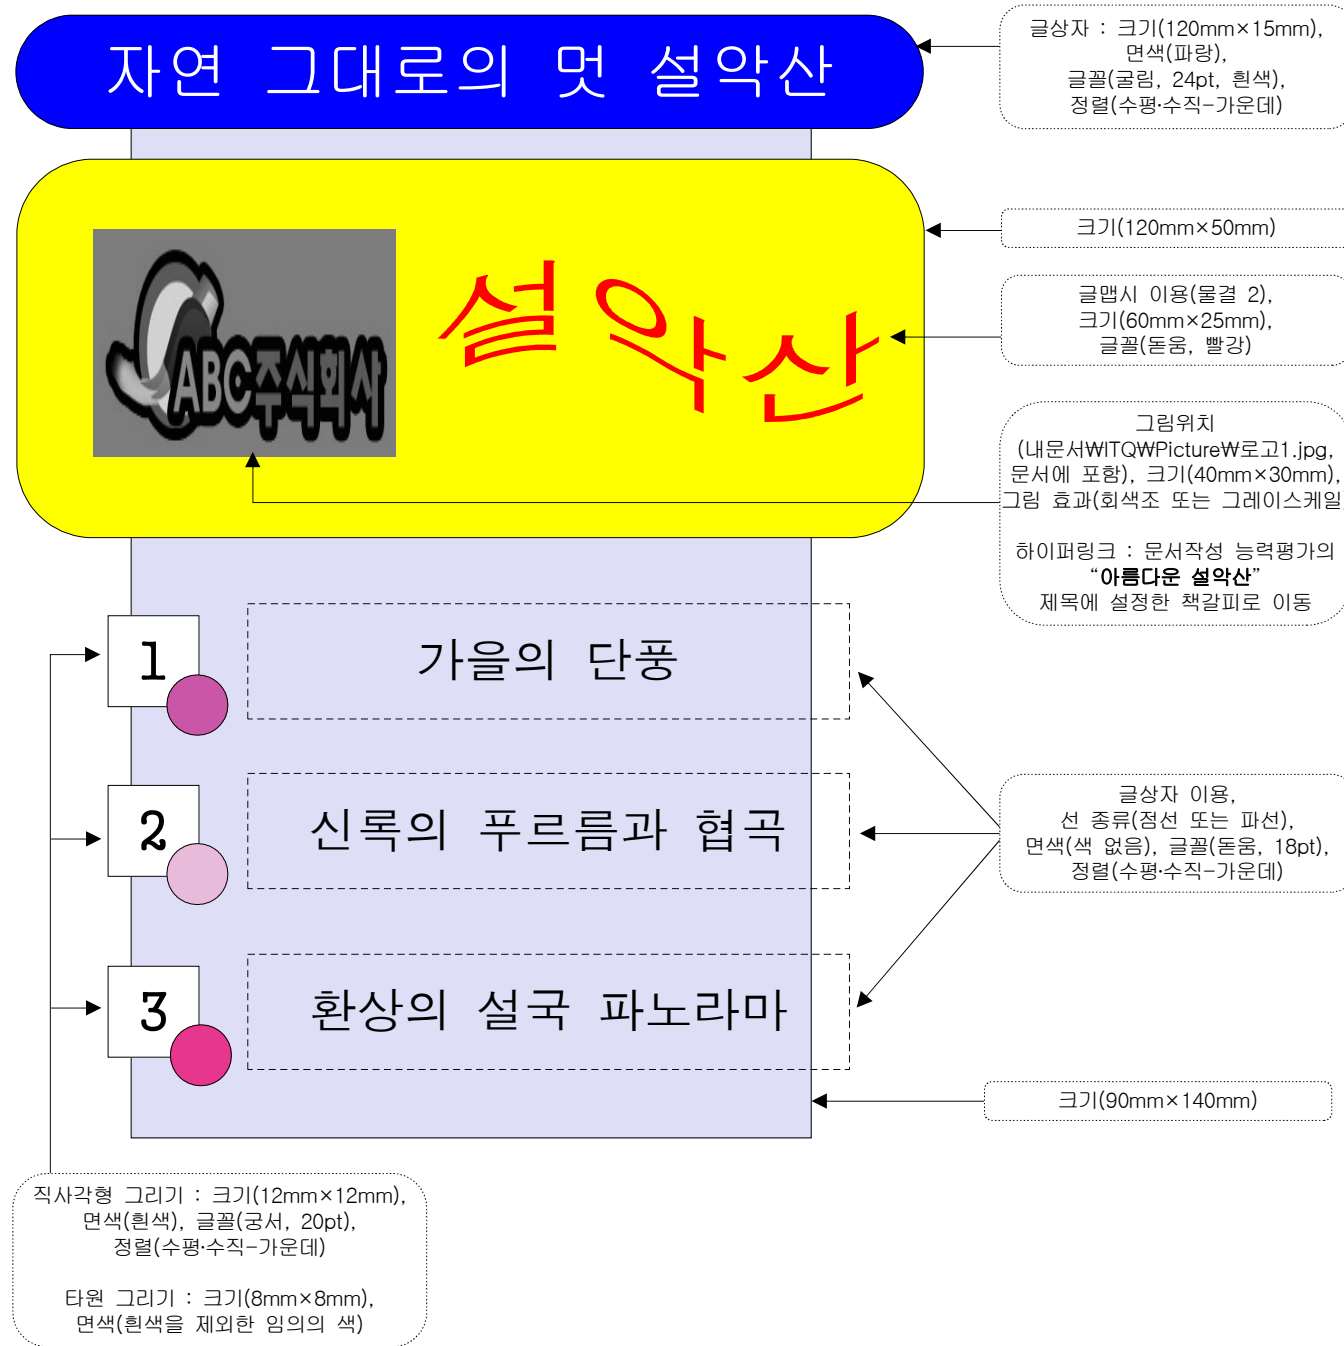 자연 그대로의 멋 설악산
글상자 : 크기(120mm×15mm),
면색(파랑),
글꼴(굴림, 24pt, 흰색),
정렬(수평·수직-가운데)
크기(120mm×50mm)
ABC주식회사
설악산
글맵시 이용(물결 2),
크기(60mm×25mm),
글꼴(돋움, 빨강)
그림위치
(내문서₩ITQ₩Picture₩로고1.jpg,
문서에 포함), 크기(40mm×30mm),
그림 효과(회색조 또는 그레이스케일
하이퍼링크 : 문서작성 능력평가의
“아름다운 설악산”
제목에 설정한 책갈피로 이동
1
가을의 단풍
2
신록의 푸르름과 협곡
글상자 이용,
선 종류(점선 또는 파선),
면색(색 없음), 글꼴(돋움, 18pt),
정렬(수평·수직-가운데)
3
환상의 설국 파노라마
크기(90mm×140mm)
직사각형 그리기 : 크기(12mm×12mm),
면색(흰색), 글꼴(궁서, 20pt),
정렬(수평·수직-가운데)
타원 그리기 : 크기(8mm×8mm),
면색(흰색을 제외한 임의의 색)